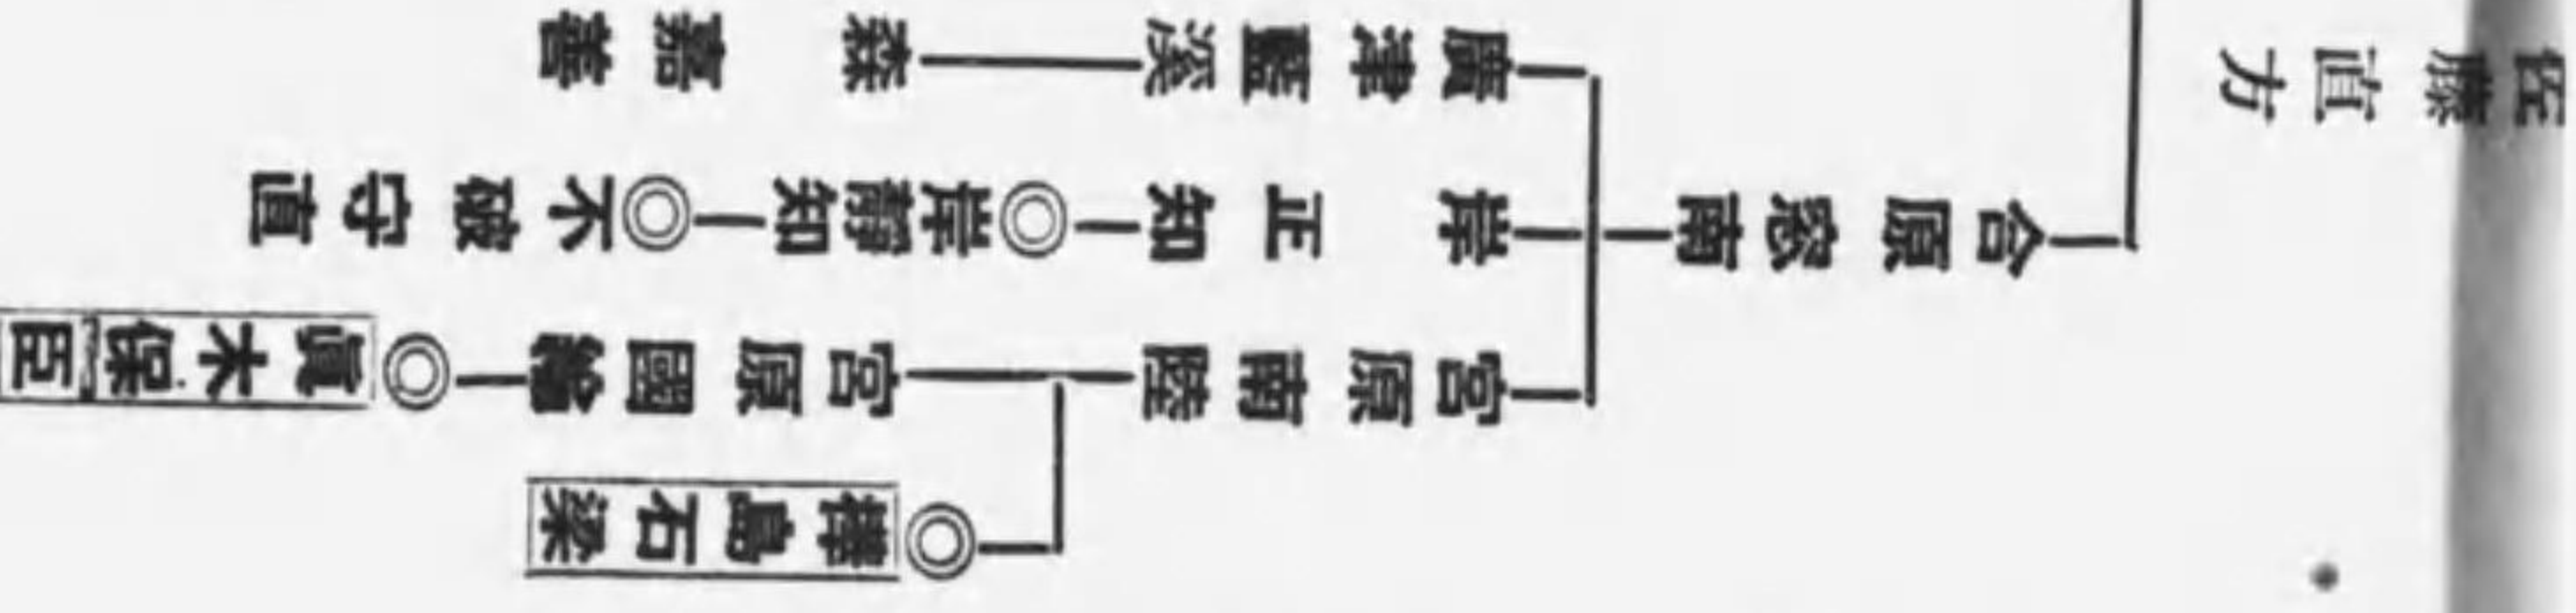 佐藤直方
合原窓南
宮原南陸
樺島石梁
宮原國綸
眞木保臣
岸正知
岸靜知
不破守直
廣津藍溪
森嘉善